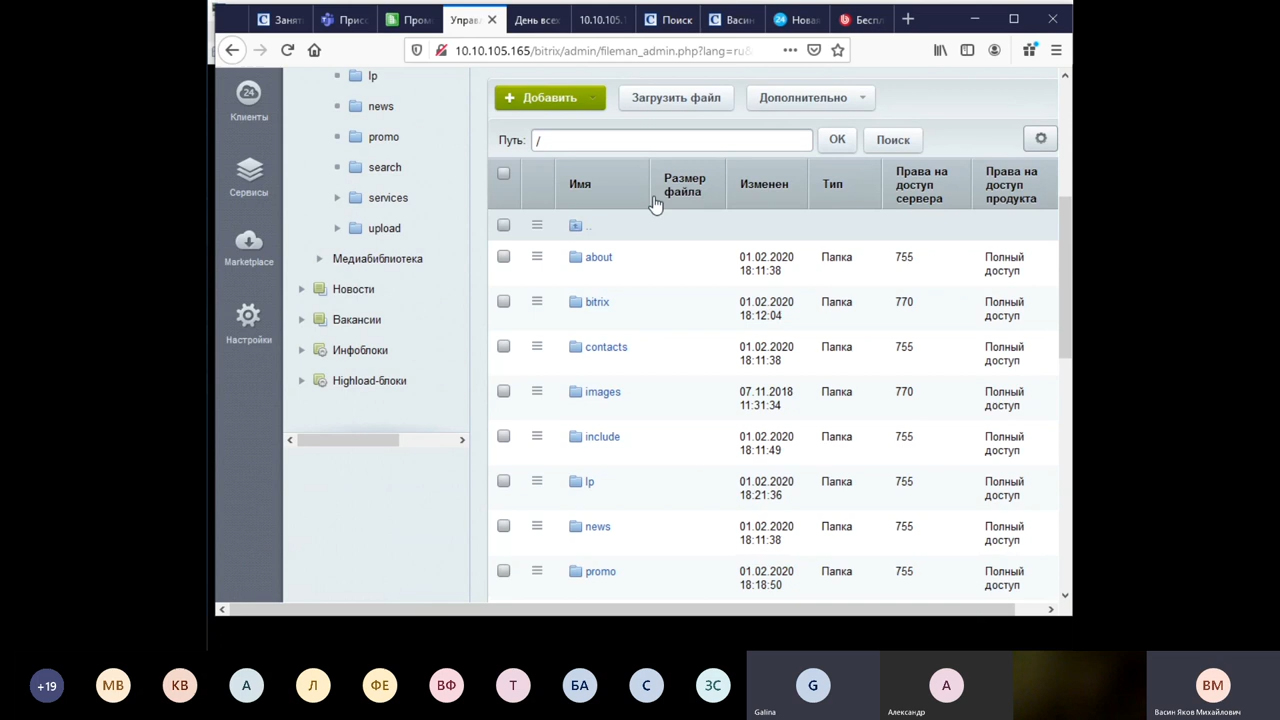 Заня
Присс
Пром
Управл
День всех
10.10.105.
Поиск
Васин
Новая
Беспл
10.10.105.165/bitrix/admin/fileman_admin.php?lang=ru&
24
Клиенты
Сервисы
Marketplace
Настройки
lp
news
promo
search
services
upload
Медиабиблиотека
Новости
Вакансии
Инфоблоки
Highload-блоки
Добавить
Загрузить файл
Дополнительно
Путь: /
OK
Поиск
Имя Размер файла Изменен Тип Права на доступ сервера Права на доступ продукта
..
about 01.02.2020 18:11:38 Папка 755 Полный доступ
bitrix 01.02.2020 18:12:04 Папка 770 Полный доступ
contacts 01.02.2020 18:11:38 Папка 755 Полный доступ
images 07.11.2018 11:31:34 Папка 770 Полный доступ
include 01.02.2020 18:11:49 Папка 755 Полный доступ
lp 01.02.2020 18:21:36 Папка 755 Полный доступ
news 01.02.2020 18:11:38 Папка 755 Полный доступ
promo 01.02.2020 18:18:50 Папка 755 Полный доступ
+19
МВ
КВ
А
Л
ФЕ
ВФ
Т
БА
С
ЗС
G
Galina
А
Александр
ВМ
Васин Яков Михайлович